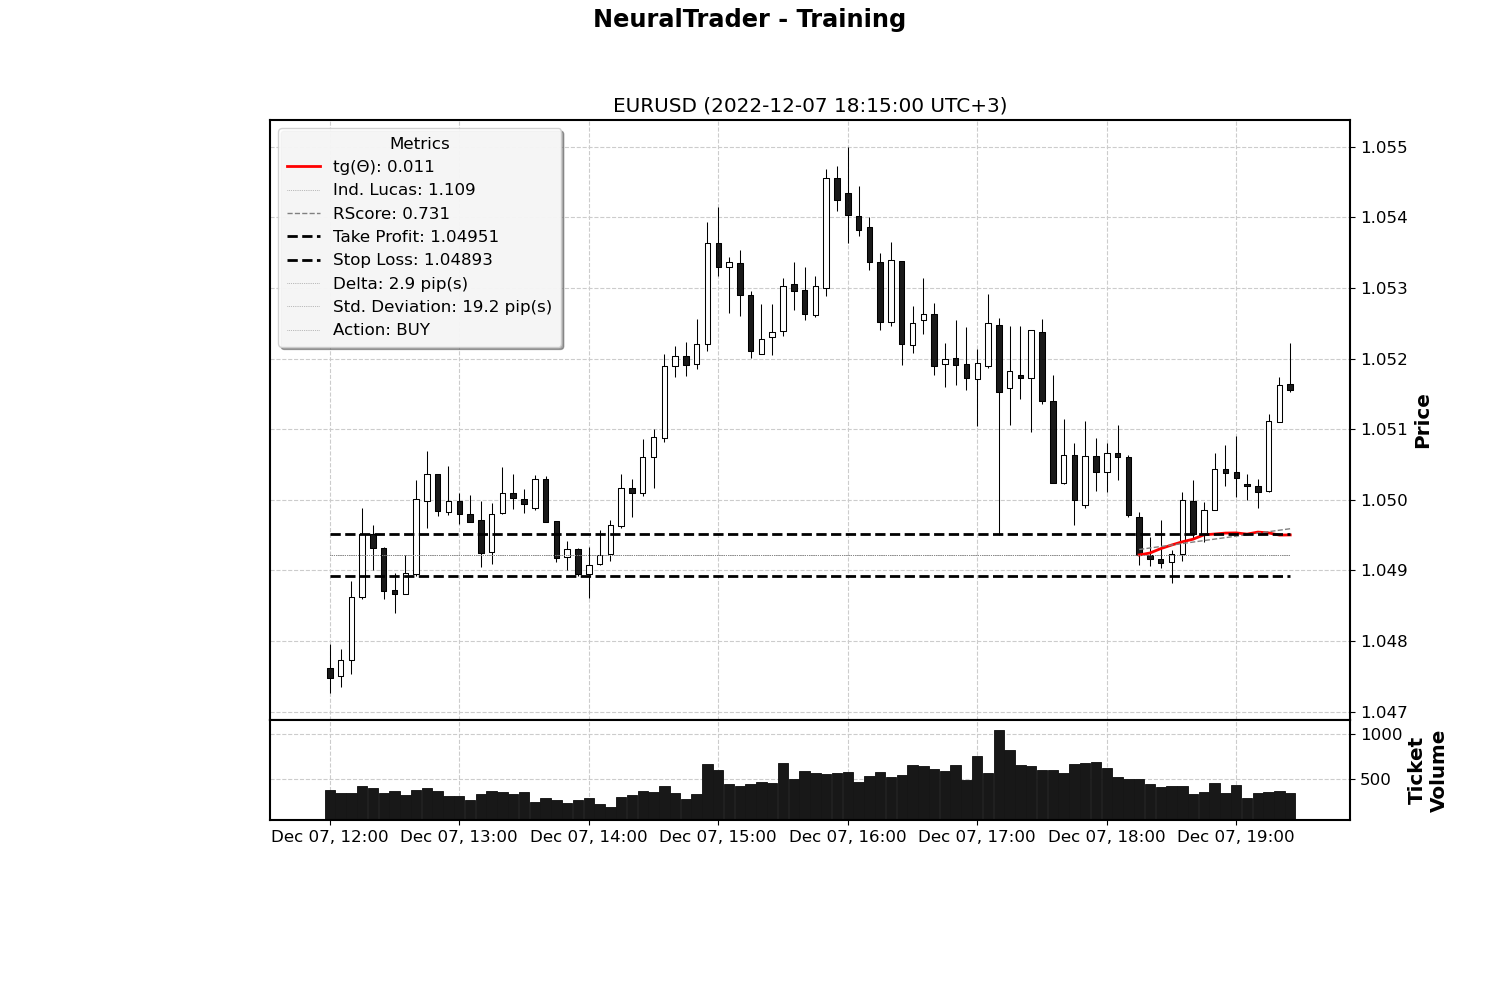 NeuralTrader - Training
EURUSD (2022-12-07 18:15:00 UTC+3)
Metrics
tg(Θ): 0.011
Ind. Lucas: 1.109
RScore: 0.731
Take Profit: 1.04951
Stop Loss: 1.04893
Delta: 2.9 pip(s)
Std. Deviation: 19.2 pip(s)
Action: BUY
1.055
1.054
1.053
1.052
1.051
1.050
1.049
1.048
1.047
Price
1000
500
Ticket
Volume
Dec 07, 12:00 Dec 07, 13:00 Dec 07, 14:00 Dec 07, 15:00 Dec 07, 16:00 Dec 07, 17:00 Dec 07, 18:00 Dec 07, 19:00